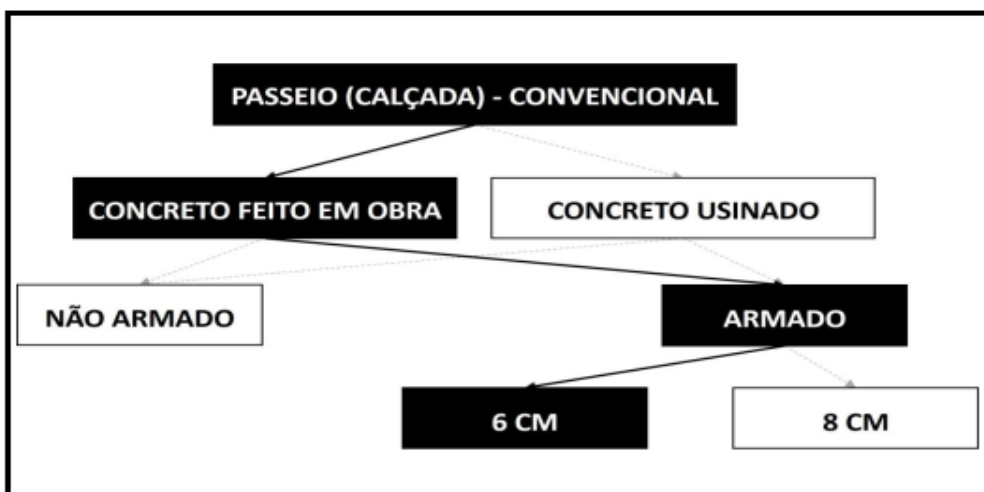 PASSEIO (CALÇADA) - CONVENCIONAL
CONCRETO FEITO EM OBRA
CONCRETO USINADO
NÃO ARMADO
ARMADO
6 CM
8 CM